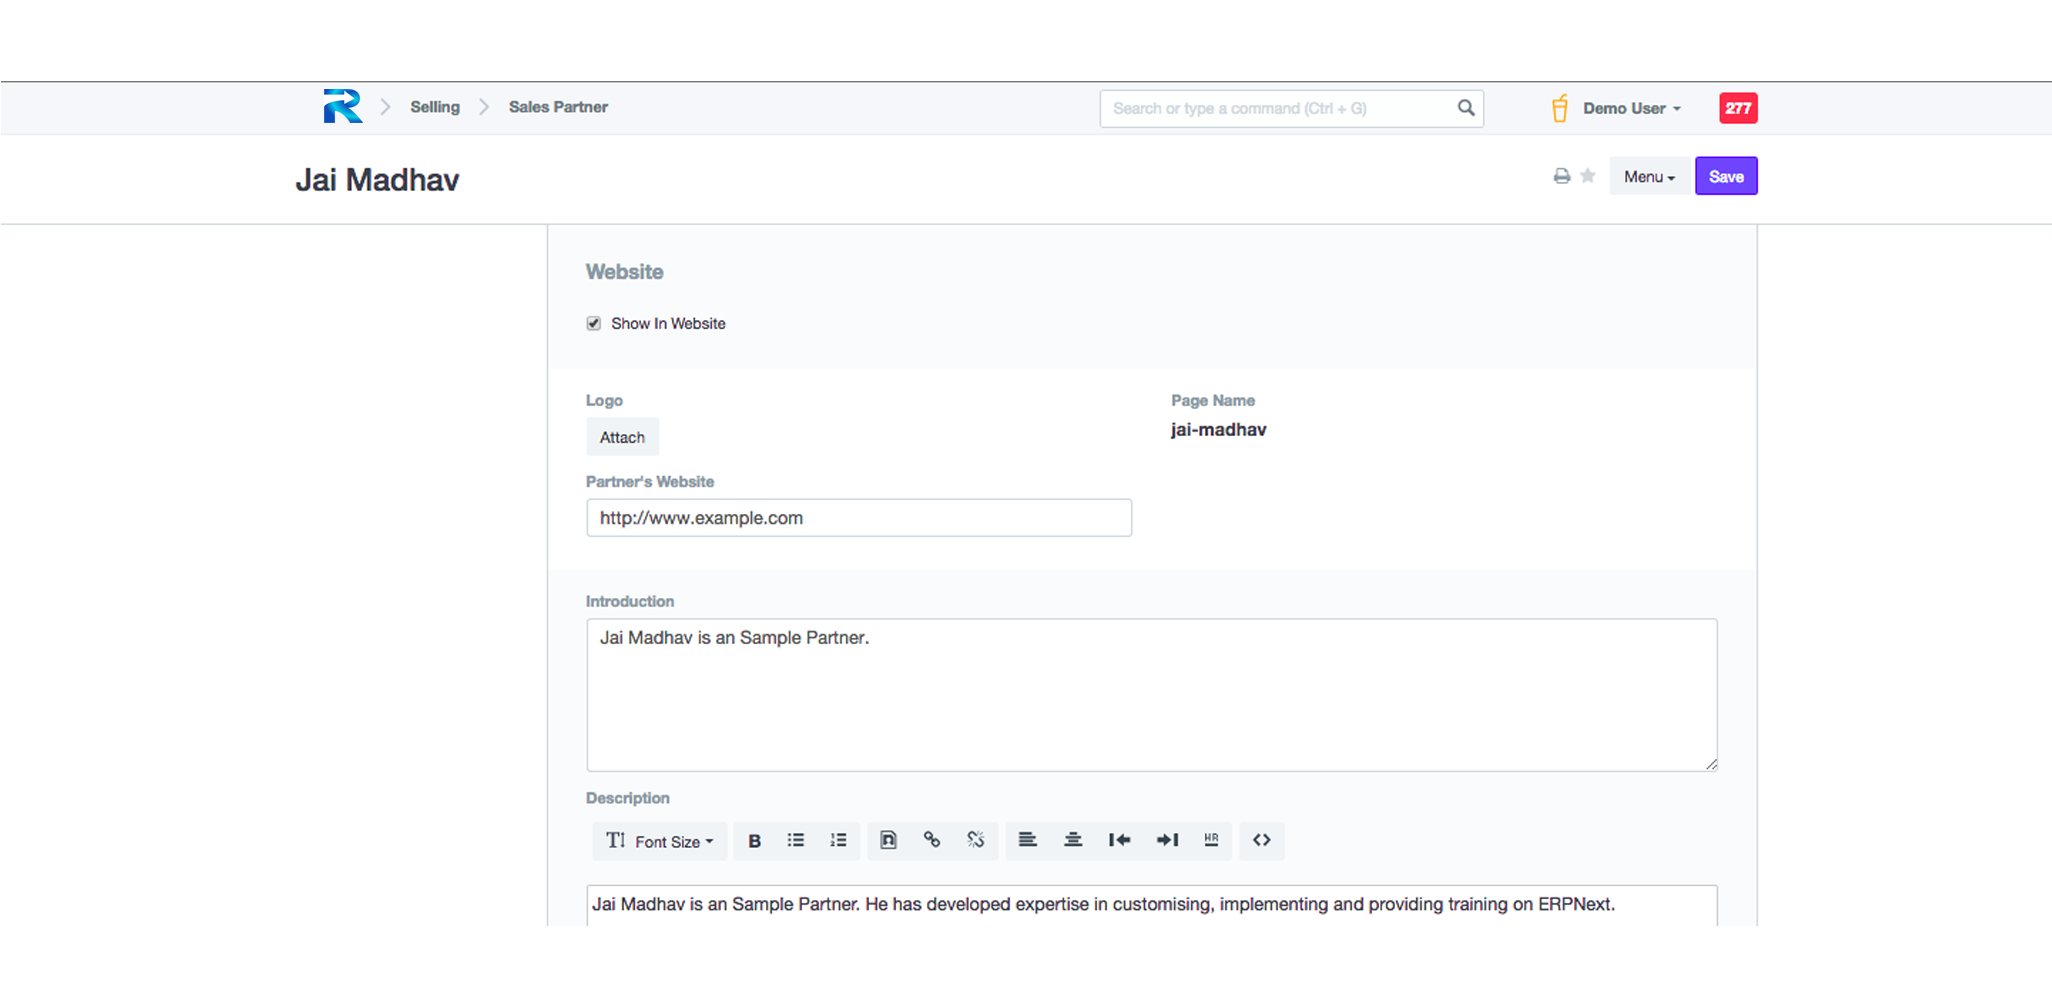 Selling Sales Partner Search or type a command (Ctrl + G) Demo User 277
Jai Madhav Menu Save
Website
Show In Website
Logo Page Name
Attach jai-madhav
Partner's Website
http://www.example.com
Introduction
Jai Madhav is an Sample Partner.
Description
Font Size B HR
Jai Madhav is an Sample Partner. He has developed expertise in customising, implementing and providing training on ERPNext.